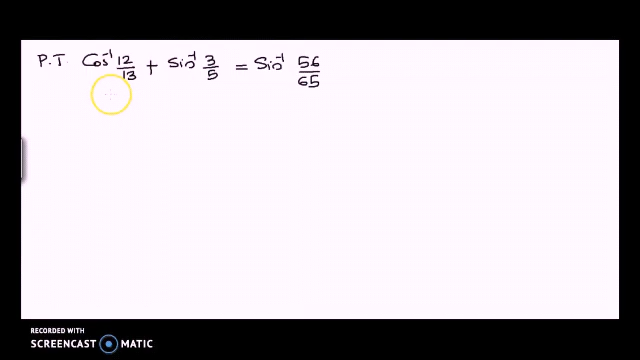 P.T. Cos⁻¹ 12/13 + Sin⁻¹ 3/5 = Sin⁻¹ 56/65
RECORDED WITH
SCREENCAST MATIC